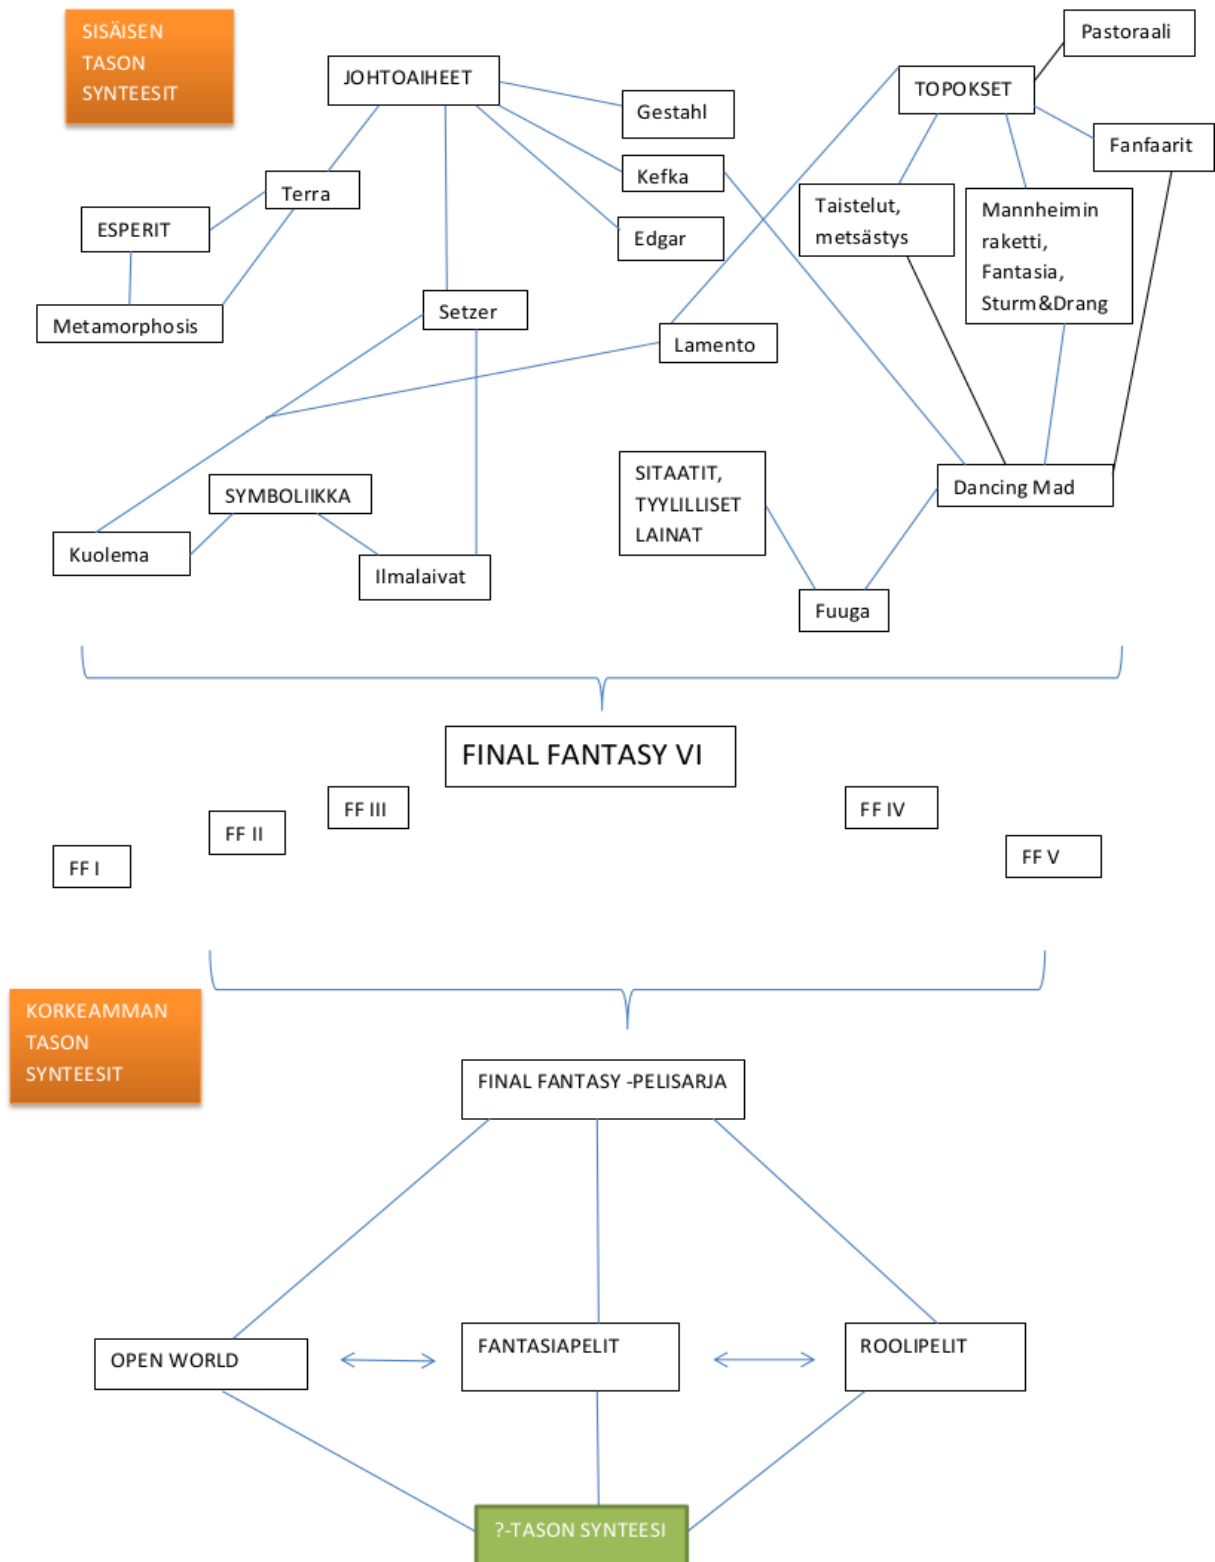 SISÄISEN
TASON
SYNTEESIT
JOHTOAIHEET
Pastoraali
TOPOKSET
Gestahl
Fanfaarit
Kefka
Terra
Taistelut,
metsästys
Mannheimin
raketti,
Fantasia,
Sturm&Drang
ESPERIT
Edgar
Metamorphosis
Setzer
Lamento
SITAATIT,
TYYLILLISET
LAINAT
SYMBOLIIKKA
Dancing Mad
Kuolema
Ilmalaivat
Fuuga
FINAL FANTASY VI
FF III
FF IV
FF II
FF V
FF I
KORKEAMMAN
TASON
SYNTEESIT
FINAL FANTASY -PELISARJA
OPEN WORLD
FANTASIAPELIT
ROOLIPELIT
?-TASON SYNTEESI